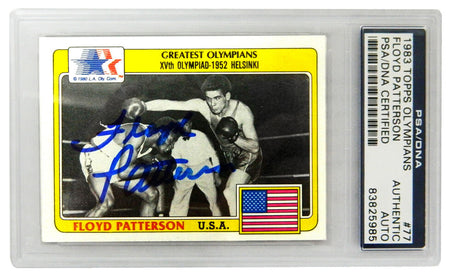 GREATEST OLYMPIANS
XVth OLYMPIAD-1952 HELSINKI
© 1980 L.A. Oly. Com.
Floyd
Patterson
FLOYD PATTERSON U.S.A.
PSA/DNA
1983 TOPPS OLYMPIANS #77
FLOYD PATTERSON AUTHENTIC
PSA/DNA CERTIFIED AUTO
83825985